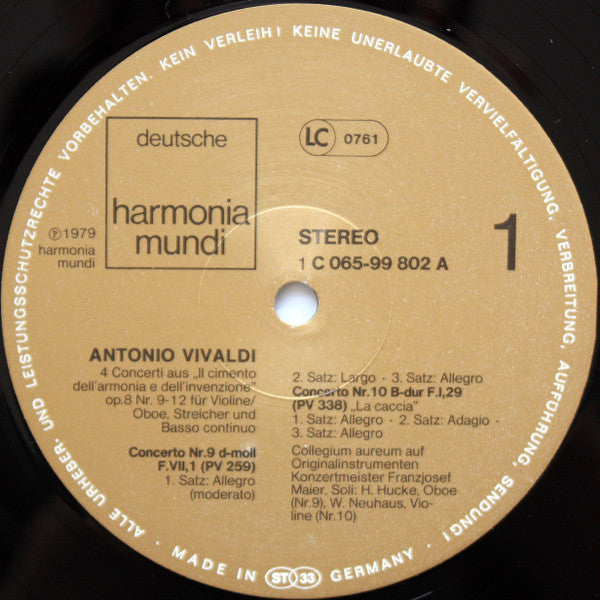 ALLE URHEBER- UND LEISTUNGSSCHUTZRECHTE VORBEHALTEN. KEIN VERLEIH! KEINE UNERLAUBTE VERVIELFÄLTIGUNG, VERBREITUNG, AUFFÜHRUNG, SENDUNG!
deutsche
harmonia
mundi
LC 0761
℗ 1979
harmonia
mundi
STEREO
1 C 065-99 802 A
1
ANTONIO VIVALDI
4 Concerti aus „Il cimento
dell'armonia e dell'invenzione"
op.8 Nr. 9-12 für Violine/
Oboe, Streicher und
Basso continuo
Concerto Nr.9 d-moll
F.VII,1 (PV 259)
1. Satz: Allegro
(moderato)
2. Satz: Largo · 3. Satz: Allegro
Concerto Nr.10 B-dur F.I,29
(PV 338) „La caccia"
1. Satz: Allegro · 2. Satz: Adagio ·
3. Satz: Allegro
Collegium aureum auf
Originalinstrumenten
Konzertmeister Franzjosef
Maier, Soli: H. Hucke, Oboe
(Nr.9), W. Neuhaus, Vio-
line (Nr.10)
· MADE IN ST 33 GERMANY ·